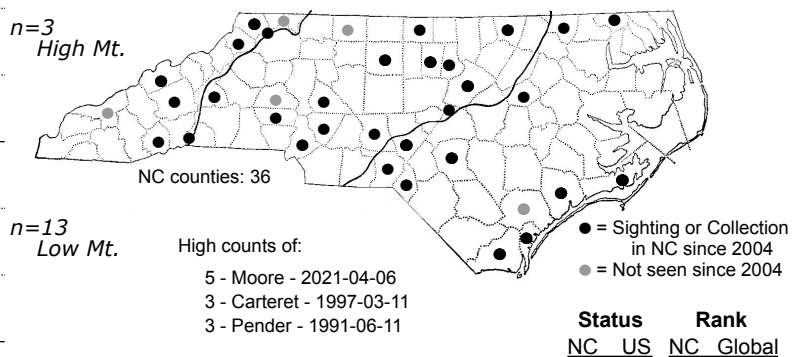 n=3
High Mt.
NC counties: 36
n=13
Low Mt.
High counts of:
5 - Moore - 2021-04-06
3 - Carteret - 1997-03-11
3 - Pender - 1991-06-11
= Sighting or Collection
in NC since 2004
= Not seen since 2004
Status Rank
NC US NC Global